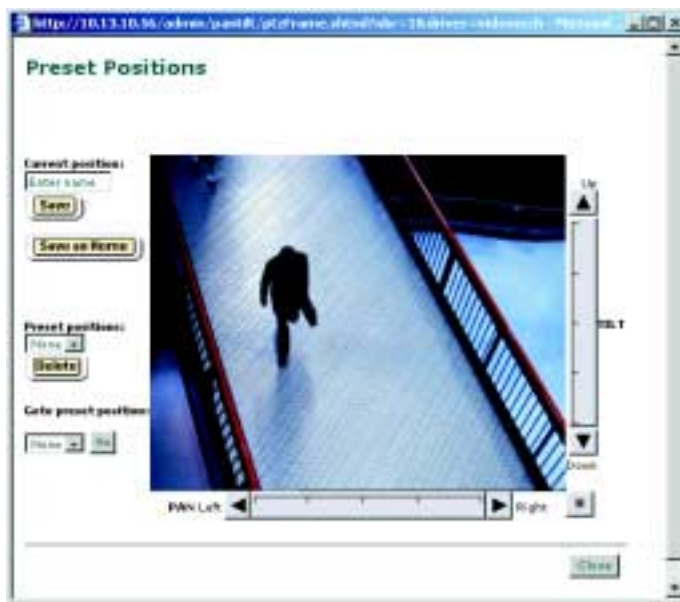 Preset Positions
Current position:
Enter name
Save
Save as Home
Preset positions:
Delete
Goto preset position:
Go
Up
TILT
Down
PAN Left
Right
Close